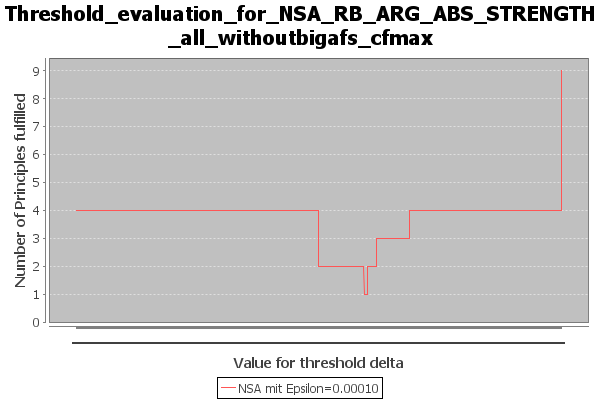 Threshold_evaluation_for_NSA_RB_ARG_ABS_STRENGTH
_all_withoutbigafs_cfmax
Number of Principles fulfilled
9
8
7
6
5
4
3
2
1
0
Value for threshold delta
NSA mit Epsilon=0.00010